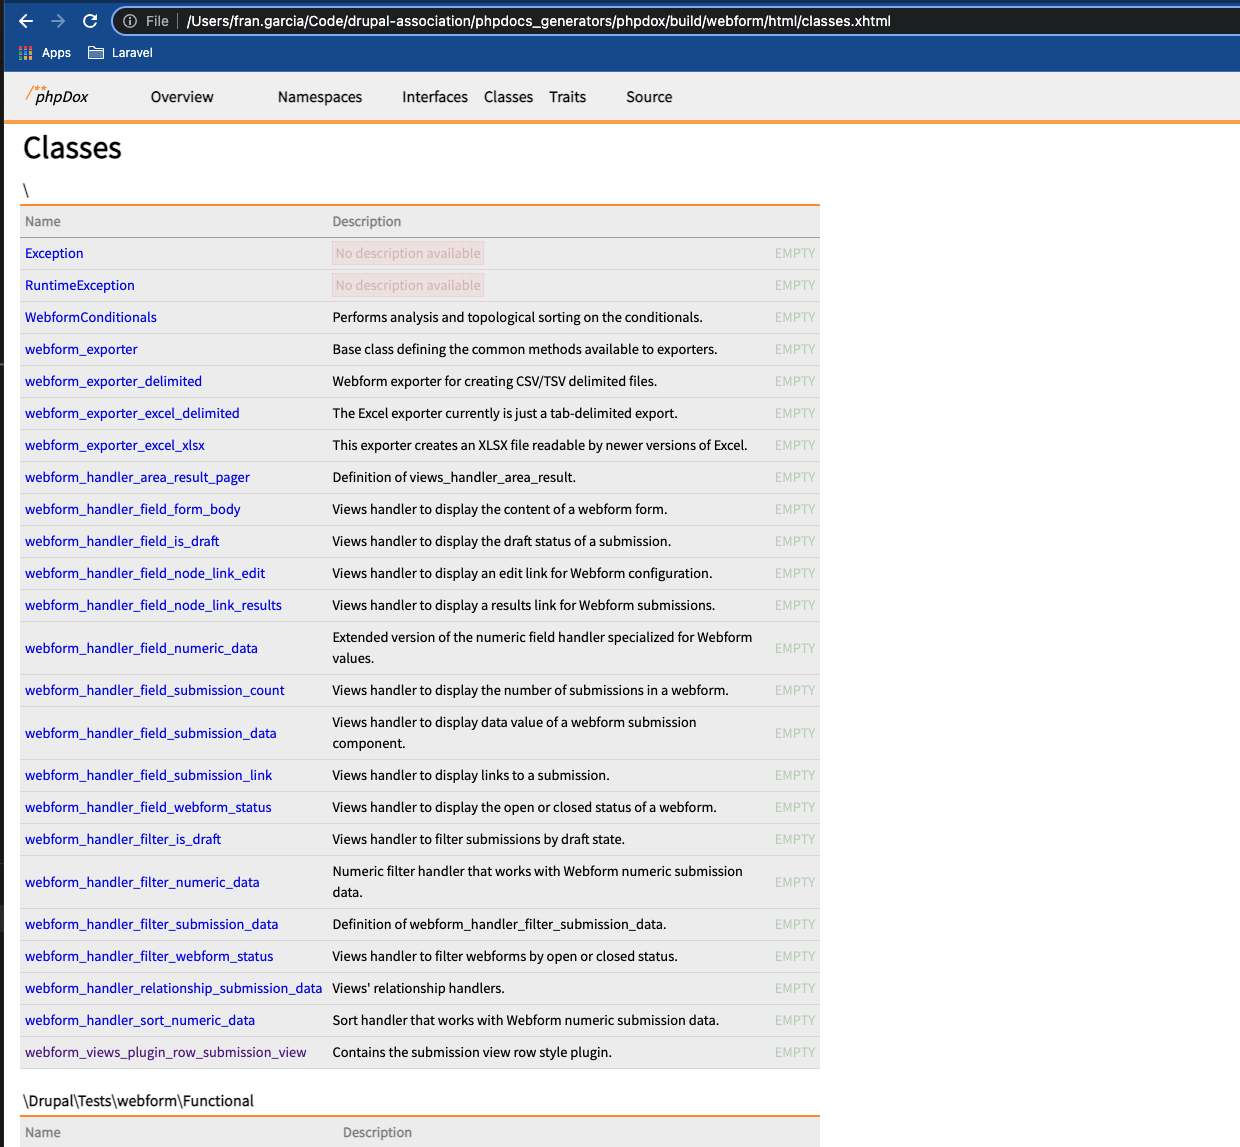 File /Users/fran.garcia/Code/drupal-association/phpdocs_generators/phpdox/build/webform/html/classes.xhtml
Apps Laravel
/** phpDox Overview Namespaces Interfaces Classes Traits Source
Classes
\
Name Description
Exception No description available EMPTY
RuntimeException No description available EMPTY
WebformConditionals Performs analysis and topological sorting on the conditionals. EMPTY
webform_exporter Base class defining the common methods available to exporters. EMPTY
webform_exporter_delimited Webform exporter for creating CSV/TSV delimited files. EMPTY
webform_exporter_excel_delimited The Excel exporter currently is just a tab-delimited export. EMPTY
webform_exporter_excel_xlsx This exporter creates an XLSX file readable by newer versions of Excel. EMPTY
webform_handler_area_result_pager Definition of views_handler_area_result. EMPTY
webform_handler_field_form_body Views handler to display the content of a webform form. EMPTY
webform_handler_field_is_draft Views handler to display the draft status of a submission. EMPTY
webform_handler_field_node_link_edit Views handler to display an edit link for Webform configuration. EMPTY
webform_handler_field_node_link_results Views handler to display a results link for Webform submissions. EMPTY
Extended version of the numeric field handler specialized for Webform
webform_handler_field_numeric_data EMPTY
values.
webform_handler_field_submission_count Views handler to display the number of submissions in a webform. EMPTY
Views handler to display data value of a webform submission
webform_handler_field_submission_data EMPTY
component.
webform_handler_field_submission_link Views handler to display links to a submission. EMPTY
webform_handler_field_webform_status Views handler to display the open or closed status of a webform. EMPTY
webform_handler_filter_is_draft Views handler to filter submissions by draft state. EMPTY
Numeric filter handler that works with Webform numeric submission
webform_handler_filter_numeric_data EMPTY
data.
webform_handler_filter_submission_data Definition of webform_handler_filter_submission_data. EMPTY
webform_handler_filter_webform_status Views handler to filter webforms by open or closed status. EMPTY
webform_handler_relationship_submission_data Views' relationship handlers. EMPTY
webform_handler_sort_numeric_data Sort handler that works with Webform numeric submission data. EMPTY
webform_views_plugin_row_submission_view Contains the submission view row style plugin. EMPTY
\Drupal\Tests\webform\Functional
Name Description